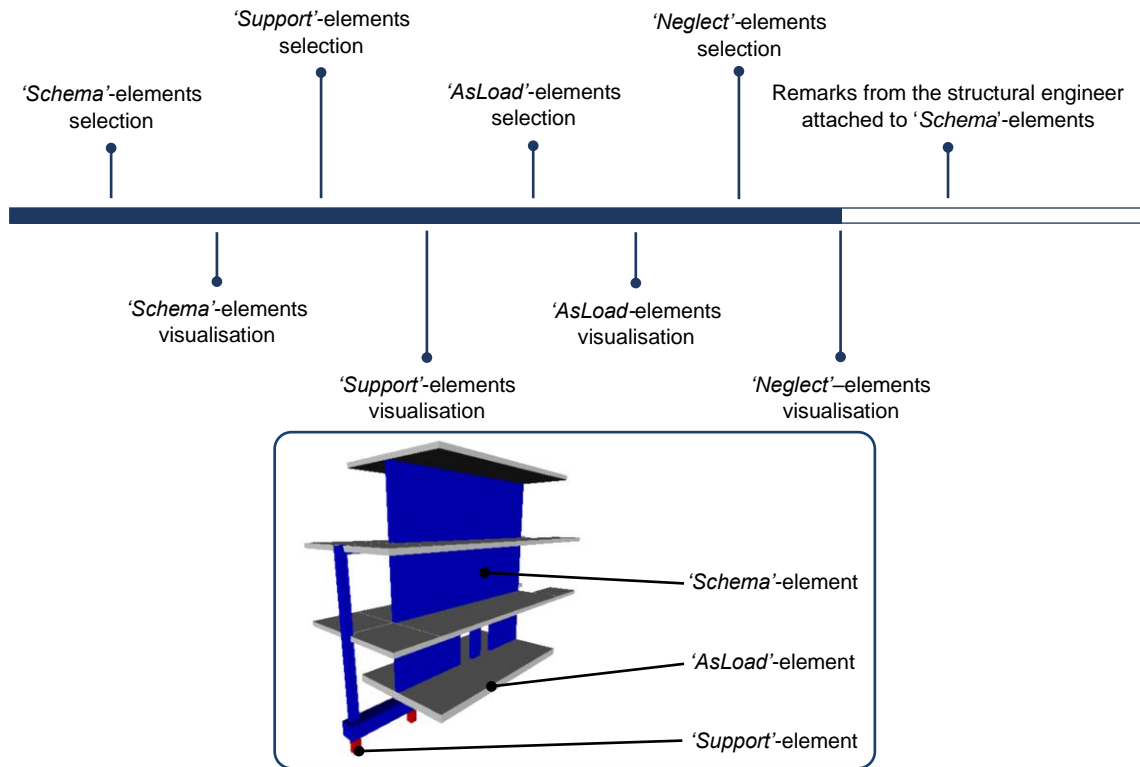 ‘Support’-elements
selection
‘Neglect’-elements
selection
‘Schema’-elements
selection
‘AsLoad’-elements
selection
Remarks from the structural engineer
attached to ‘Schema’-elements
‘Schema’-elements
visualisation
‘AsLoad-elements
visualisation
‘Support’-elements
visualisation
‘Neglect’–elements
visualisation
‘Schema’-element
‘AsLoad’-element
‘Support’-element